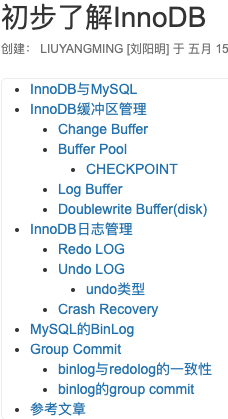 初步了解InnoDB
创建： LIUYANGMING [刘阳明] 于 五月 15
InnoDB与MySQL
InnoDB缓冲区管理
Change Buffer
Buffer Pool
CHECKPOINT
Log Buffer
Doublewrite Buffer(disk)
InnoDB日志管理
Redo LOG
Undo LOG
undo类型
Crash Recovery
MySQL的BinLog
Group Commit
binlog与redolog的一致性
binlog的group commit
参考文章